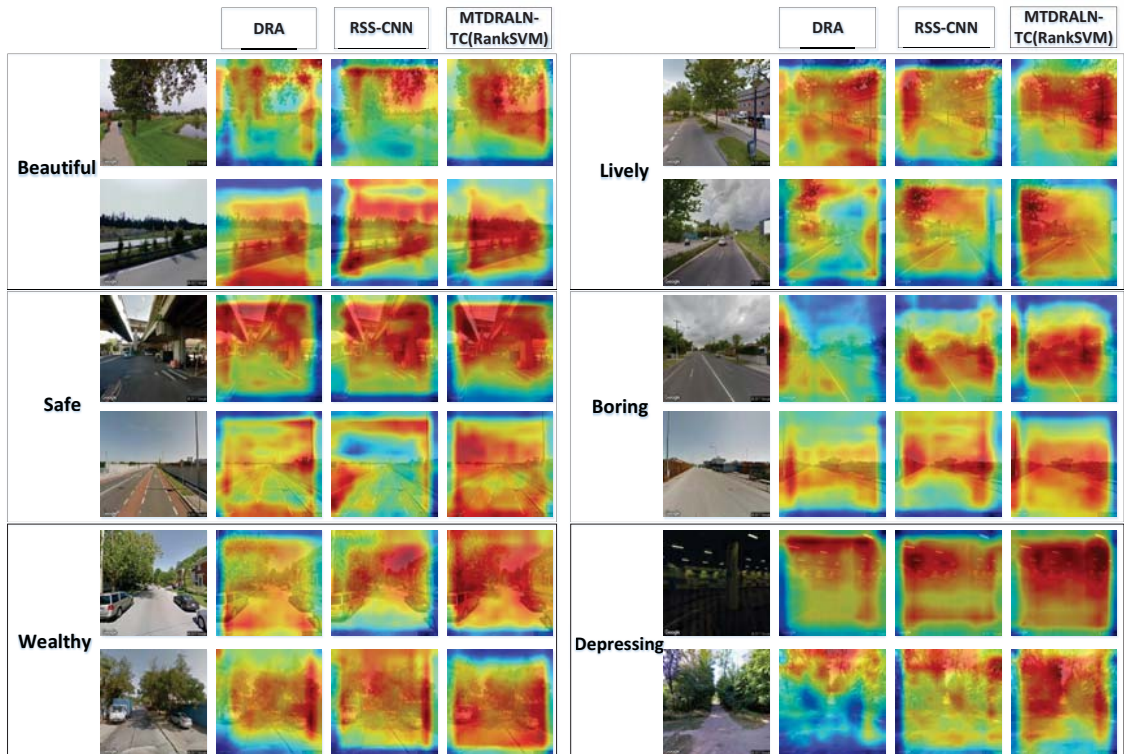 DRA
RSS-CNN
MTDRALN-
TC(RankSVM)
DRA
RSS-CNN
MTDRALN-
TC(RankSVM)
Beautiful
Lively
Safe
Boring
Wealthy
Depressing